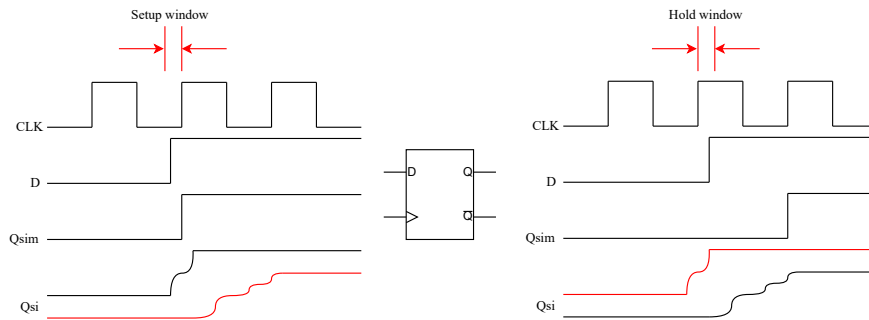 Setup window
CLK
D
Qsim
Qsi
D Q
Q
Hold window
CLK
D
Qsim
Qsi